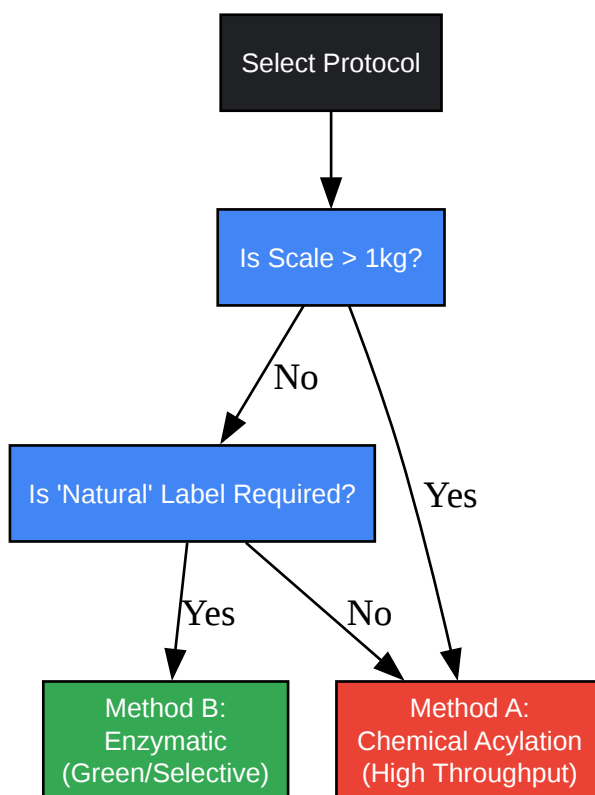 Select Protocol
Is Scale > 1kg?
No
Is 'Natural' Label Required?
Yes
Yes
No
Method B:
Enzymatic
(Green/Selective)
Method A:
Chemical Acylation
(High Throughput)